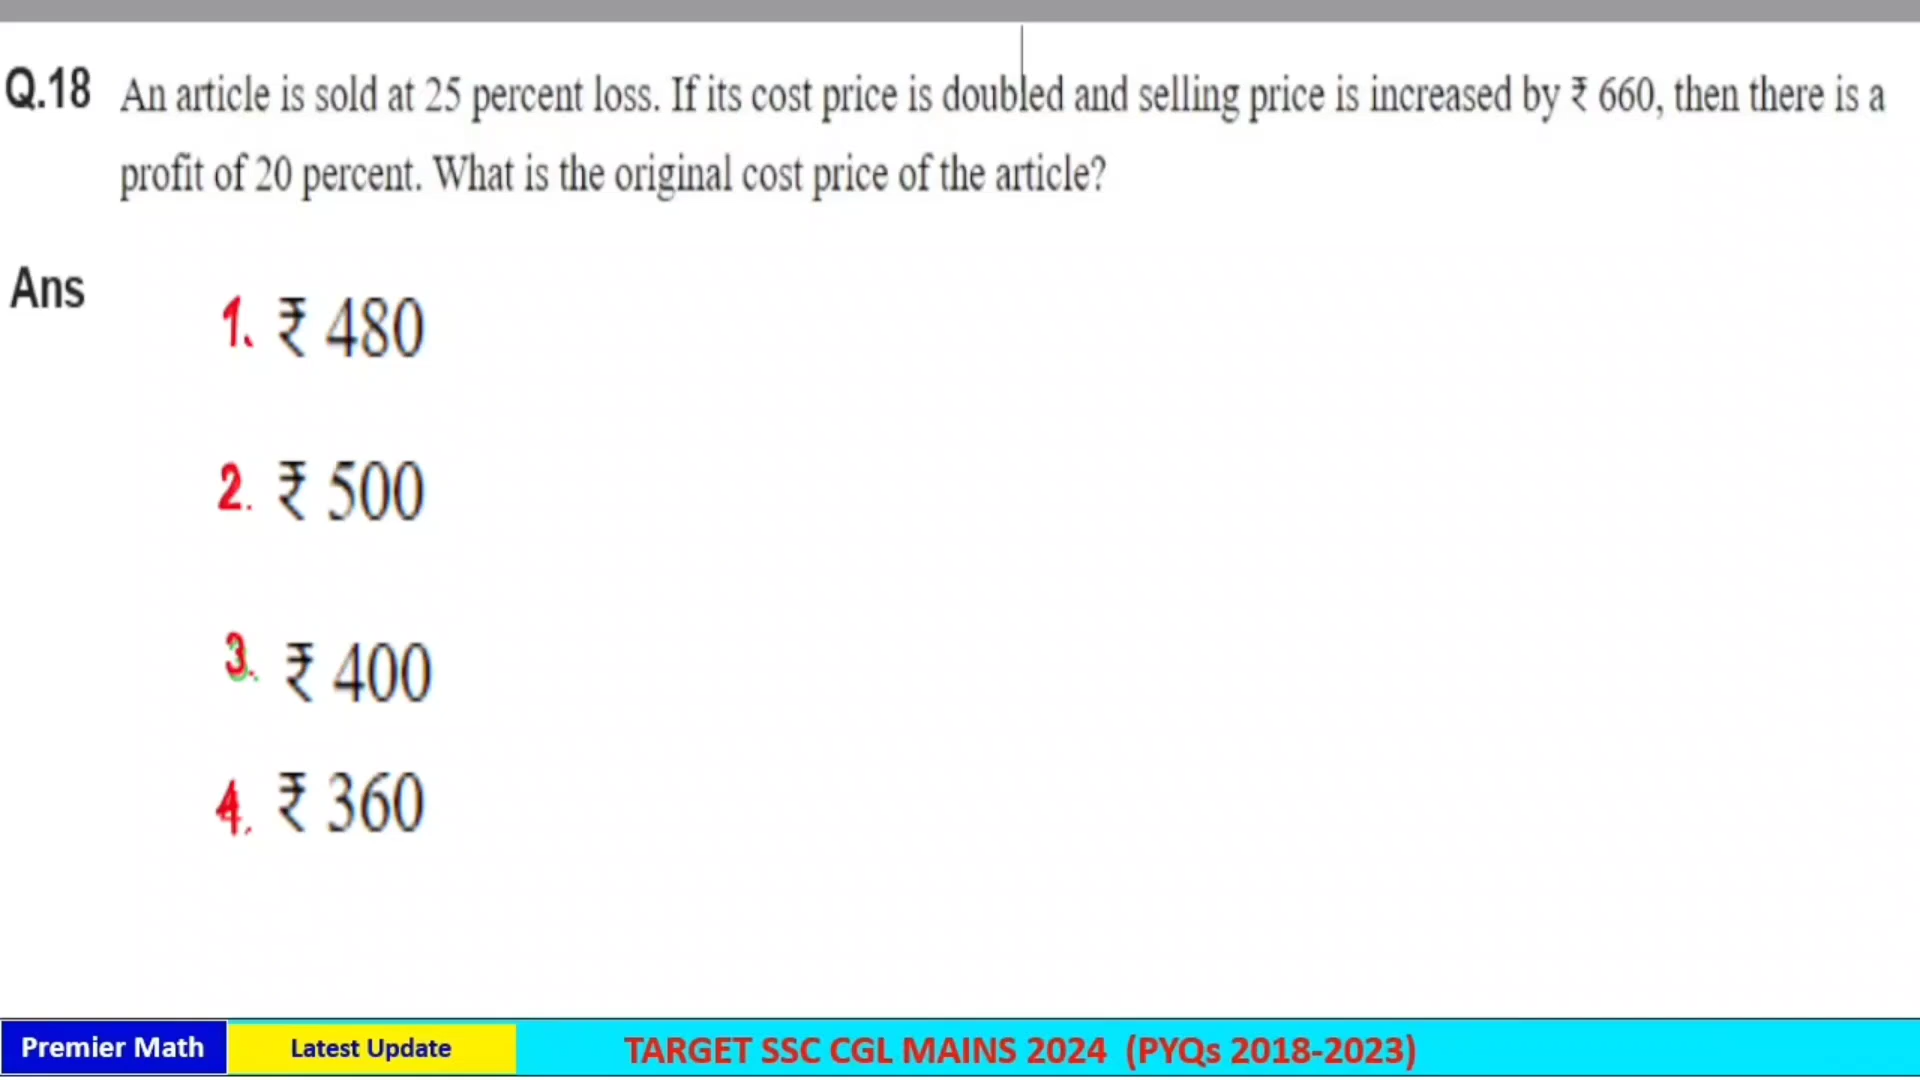 Q.18 An article is sold at 25 percent loss. If its cost price is doubled and selling price is increased by ₹ 660, then there is a
profit of 20 percent. What is the original cost price of the article?
Ans
1. ₹ 480
2. ₹ 500
3. ₹ 400
4. ₹ 360
Premier Math Latest Update TARGET SSC CGL MAINS 2024 (PYQs 2018-2023)